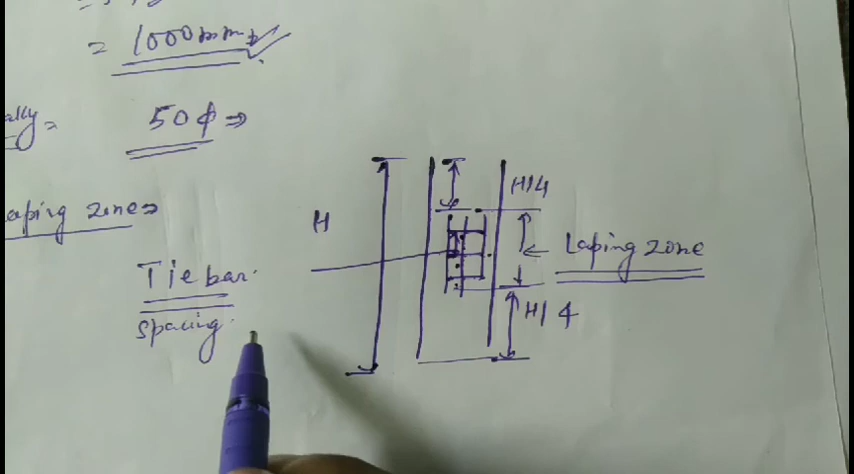 = 1000mm
ally = 50ϕ ⇒
H/4
aping zone⇒
H
Laping zone
Tie bar.
H/4
spacing.